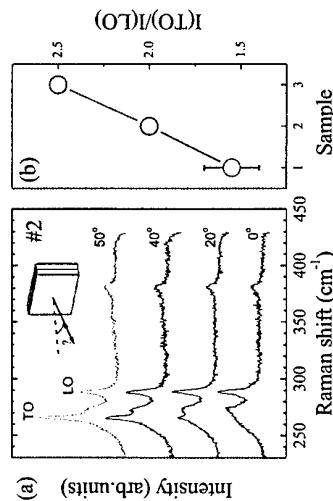 (a)
#2
TO
LO
50°
40°
20°
0°
Intensity (arb.units)
250
300
350
400
450
Raman shift (cm⁻¹)
(b)
I(TO)/I(LO)
2.5
2.0
1.5
1
2
3
Sample